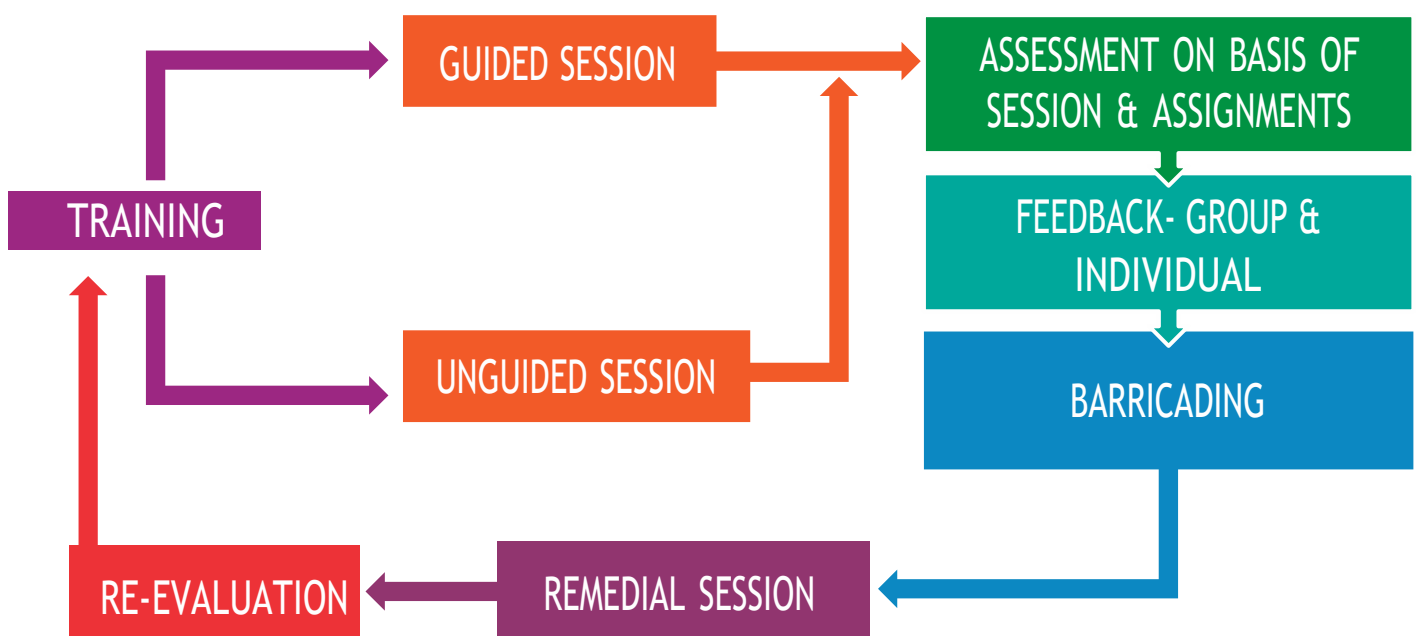 GUIDED SESSION
ASSESSMENT ON BASIS OF
SESSION & ASSIGNMENTS
TRAINING
FEEDBACK- GROUP &
INDIVIDUAL
UNGUIDED SESSION
BARRICADING
RE-EVALUATION
REMEDIAL SESSION